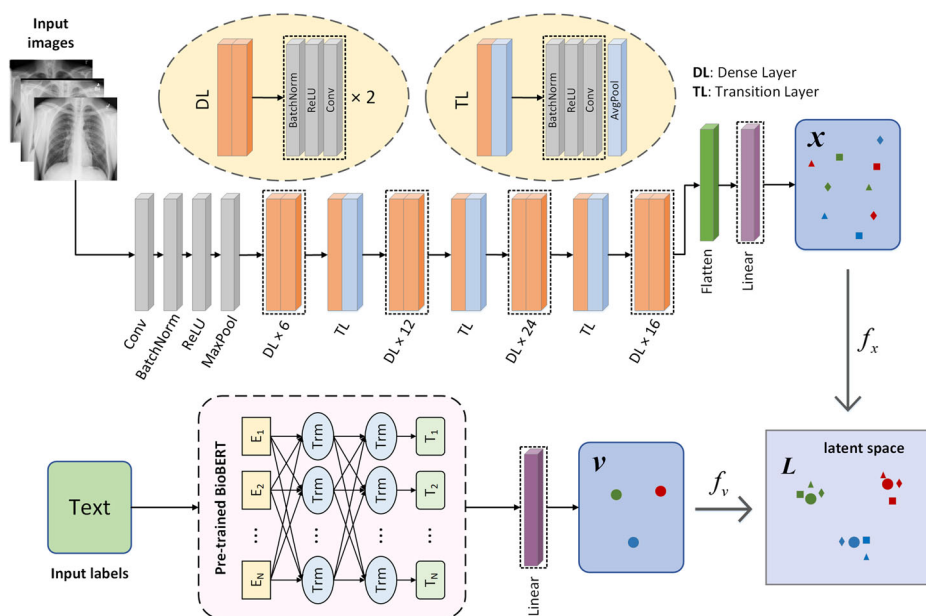 Input
images
DL
BatchNorm
ReLU
Conv
× 2
TL
BatchNorm
ReLU
Conv
AvgPool
DL: Dense Layer
TL: Transition Layer
x
Conv
BatchNorm
ReLU
MaxPool
DL × 6
TL
DL × 12
TL
DL × 24
TL
DL × 16
Flatten
Linear
f_x
Text
Input labels
Pre-trained BioBERT
E_1
E_2
...
E_N
Trm
Trm
...
Trm
Trm
Trm
...
Trm
T_1
T_2
...
T_N
Linear
v
f_v
L
latent space